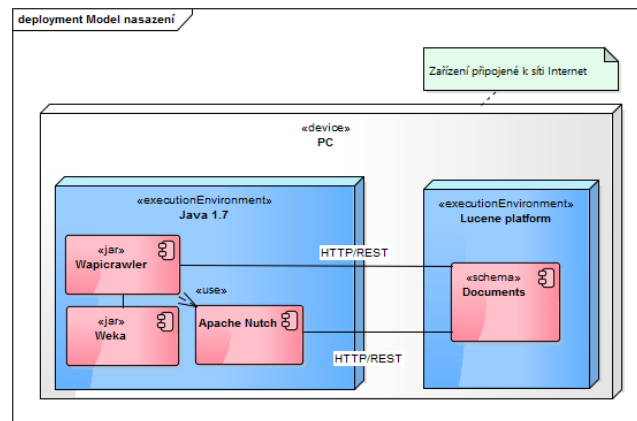 deployment Model nasazení
Zařízení připojené k síti Internet
«device»
PC
«executionEnvironment»
Java 1.7
«executionEnvironment»
Lucene platform
«jar»
Wapicrawler
HTTP/REST
«schema»
Documents
«use»
«jar»
Weka
Apache Nutch
HTTP/REST